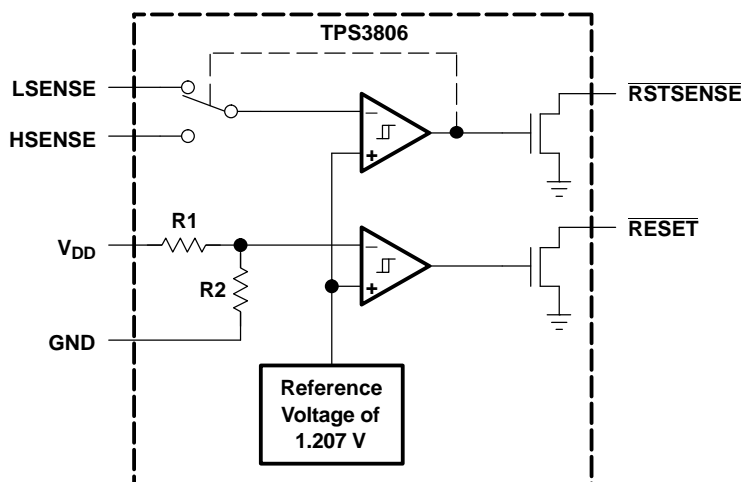 TPS3806
LSENSE
HSENSE
RSTSENSE
R1
VDD
R2
GND
RESET
−
+
−
+
Reference
Voltage of
1.207 V